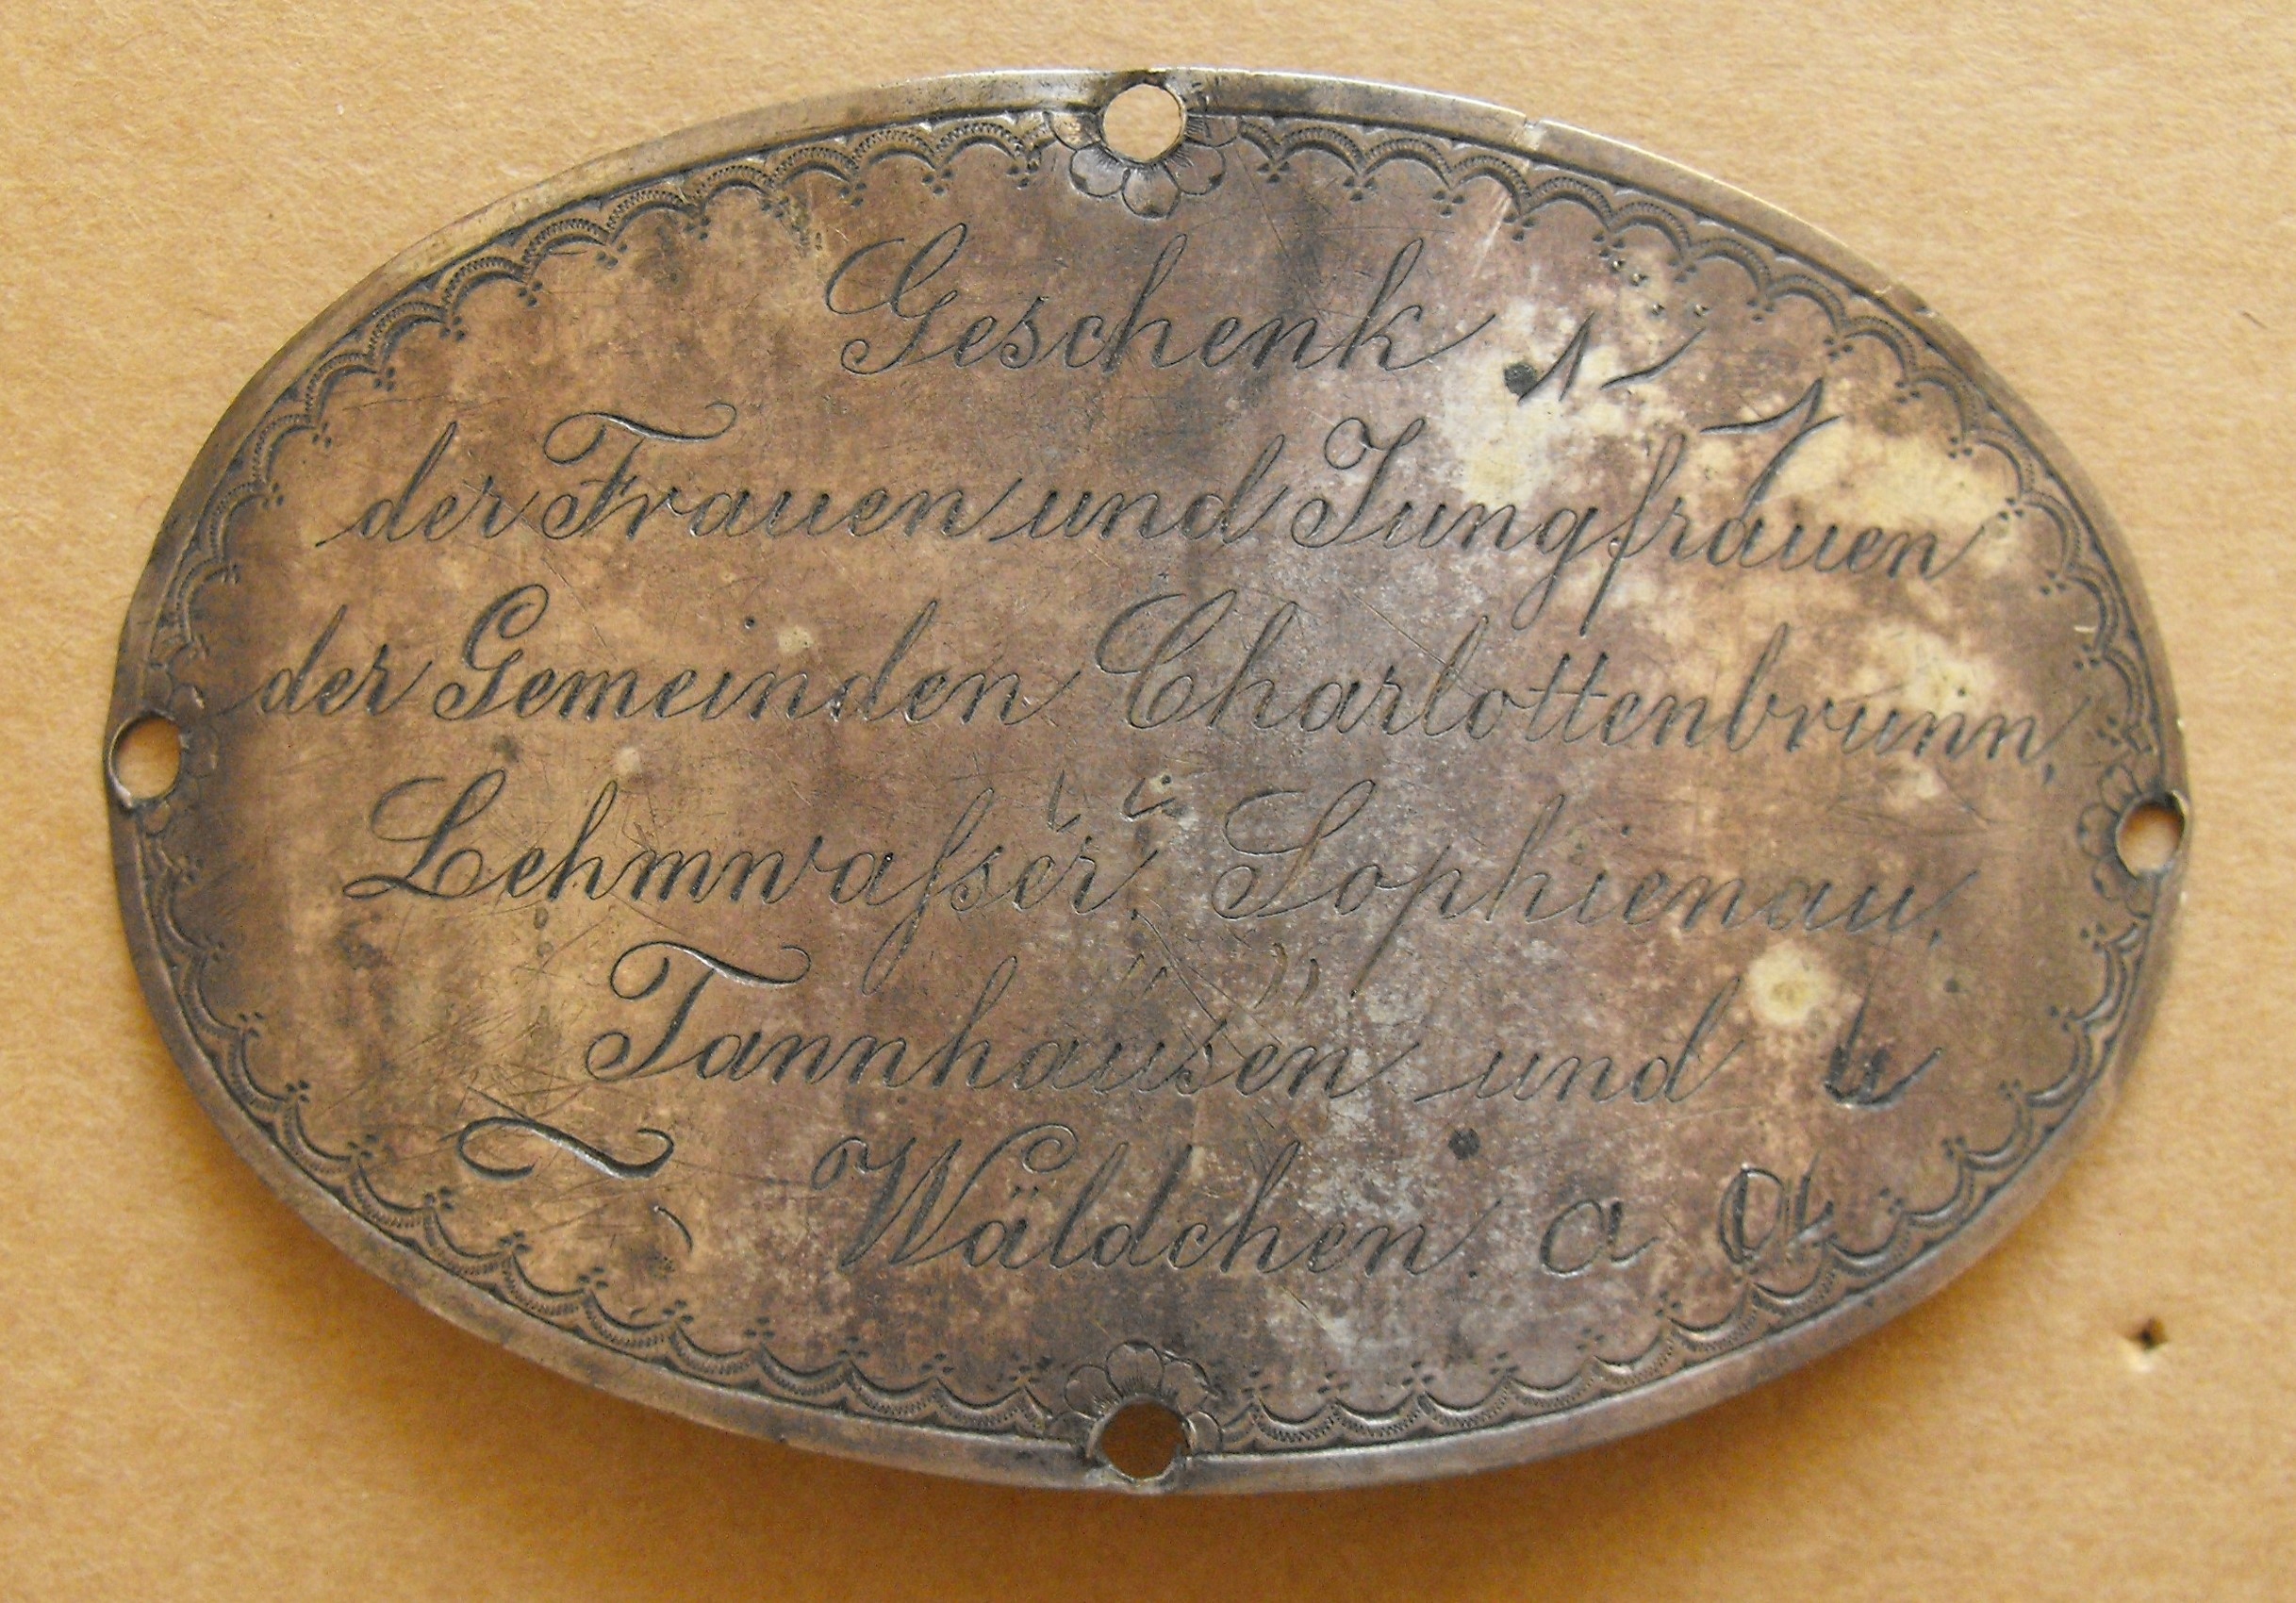 Geschenk
der Frauen und Jungfrauen
der Gemeinden Charlottenbrunn,
Lehmwaſser, Sophienau,
Tannhausen und
Wäldchen.